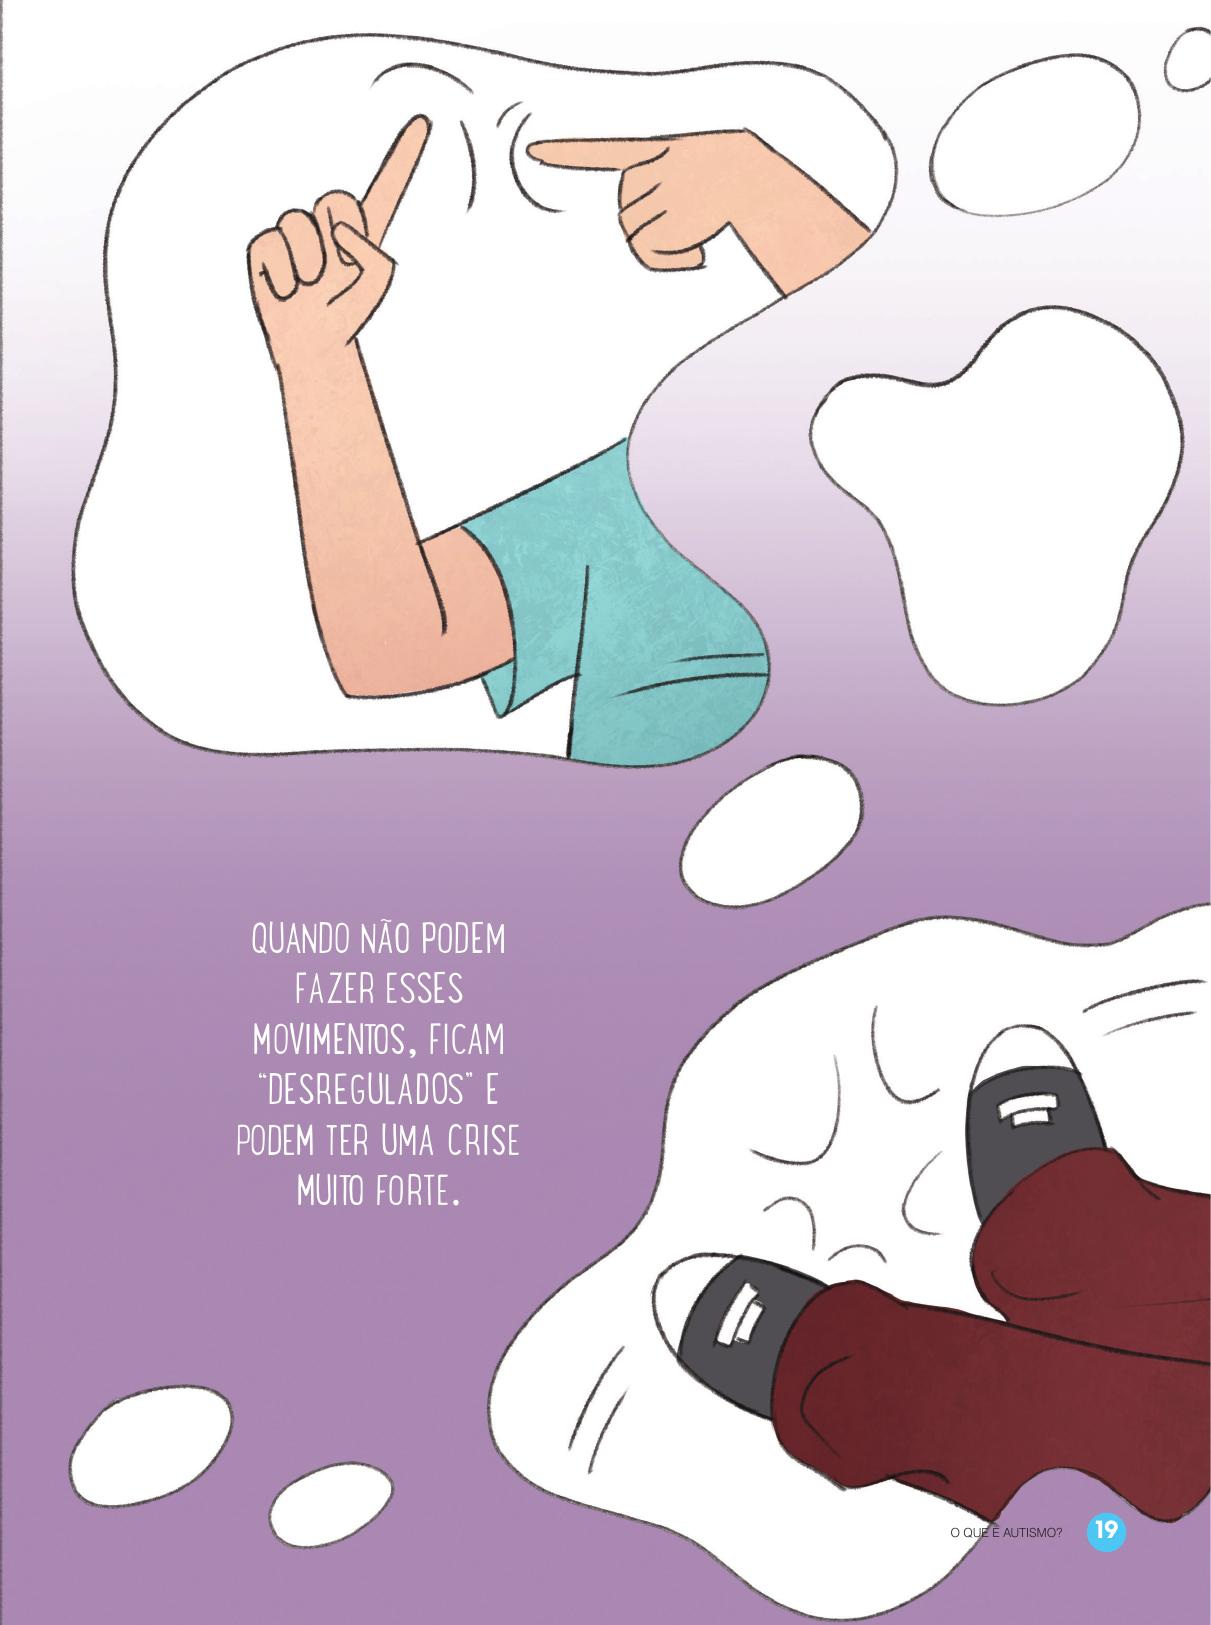 QUANDO NÃO PODEM
FAZER ESSES
MOVIMENTOS, FICAM
“DESREGULADOS” E
PODEM TER UMA CRISE
MUITO FORTE.
O QUE É AUTISMO? 19